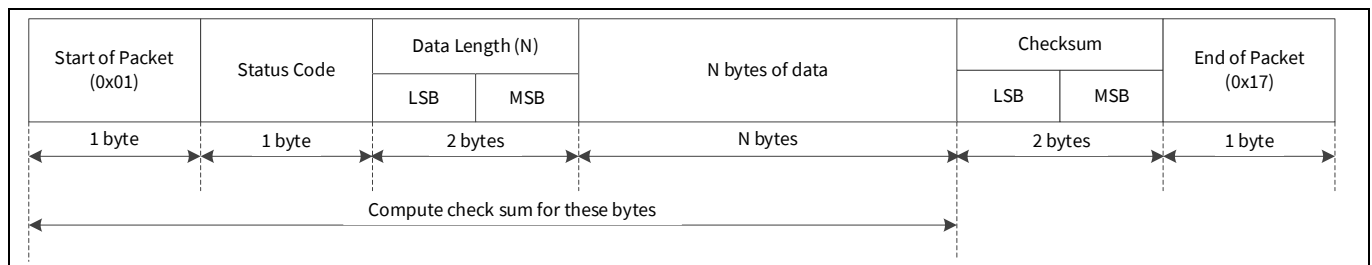 Start of Packet
(0x01)
Status Code
Data Length (N)
LSB
MSB
N bytes of data
Checksum
LSB
MSB
End of Packet
(0x17)
1 byte
1 byte
2 bytes
N bytes
2 bytes
1 byte
Compute check sum for these bytes